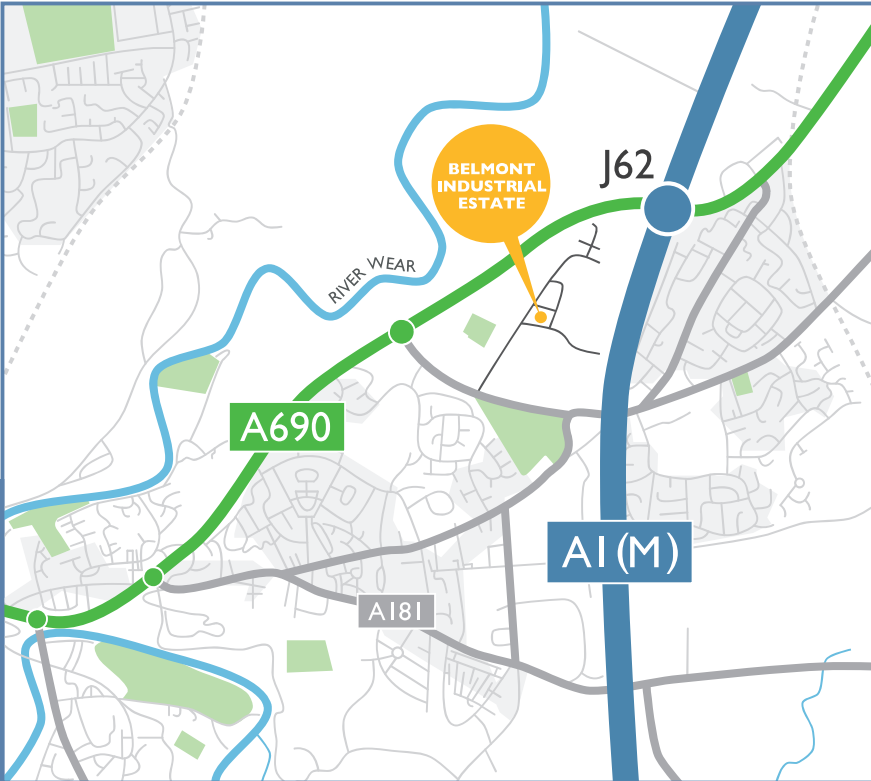 J62
BELMONT
INDUSTRIAL
ESTATE
RIVER WEAR
A690
A1(M)
A181